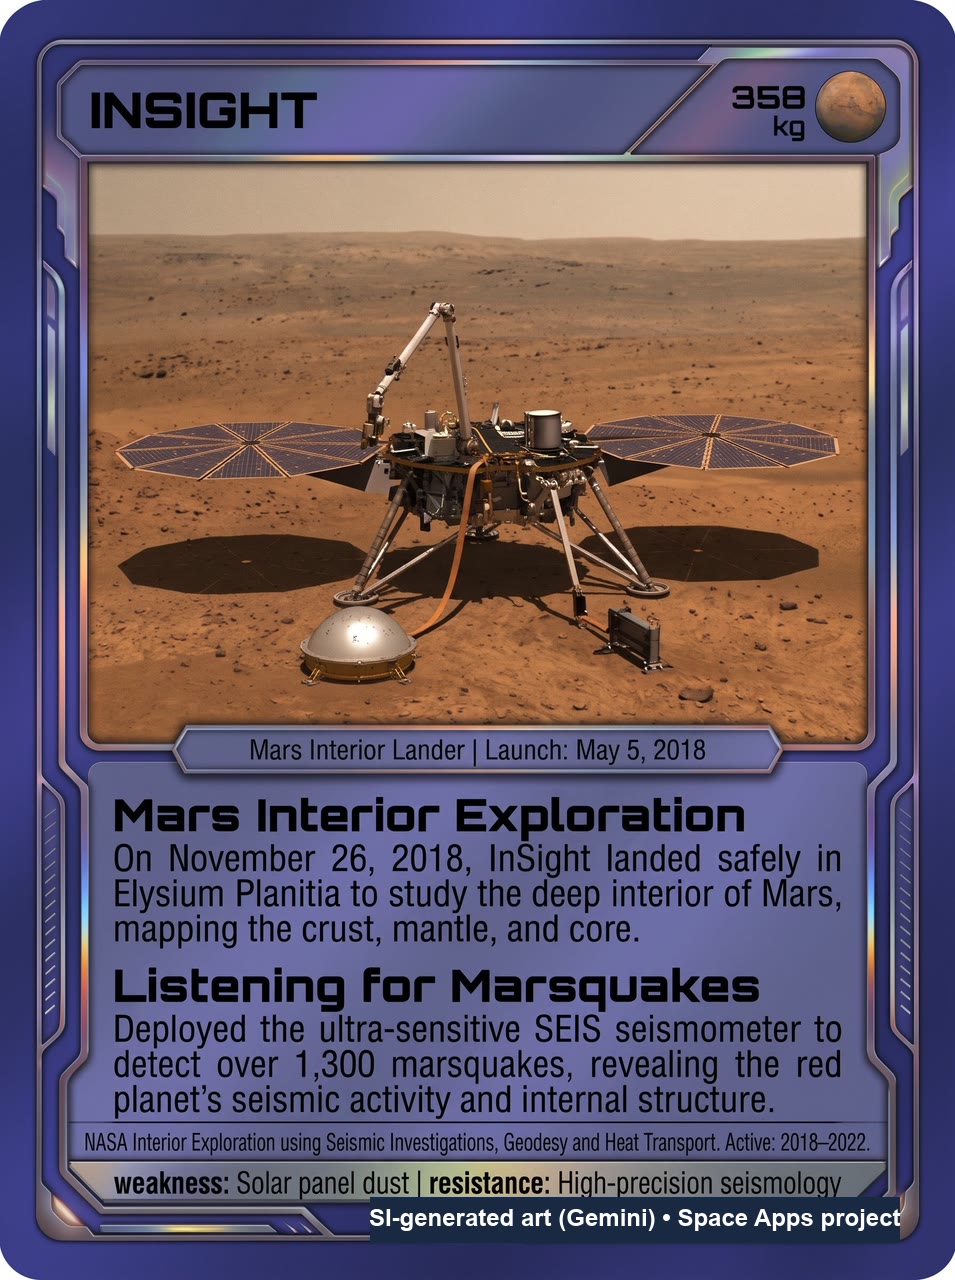 INSIGHT
358
kg
Mars Interior Lander | Launch: May 5, 2018
Mars Interior Exploration
On November 26, 2018, InSight landed safely in
Elysium Planitia to study the deep interior of Mars,
mapping the crust, mantle, and core.
Listening for Marsquakes
Deployed the ultra-sensitive SEIS seismometer to
detect over 1,300 marsquakes, revealing the red
planet's seismic activity and internal structure.
NASA Interior Exploration using Seismic Investigations, Geodesy and Heat Transport. Active: 2018–2022.
weakness: Solar panel dust | resistance: High-precision seismology
SI-generated art (Gemini) • Space Apps project